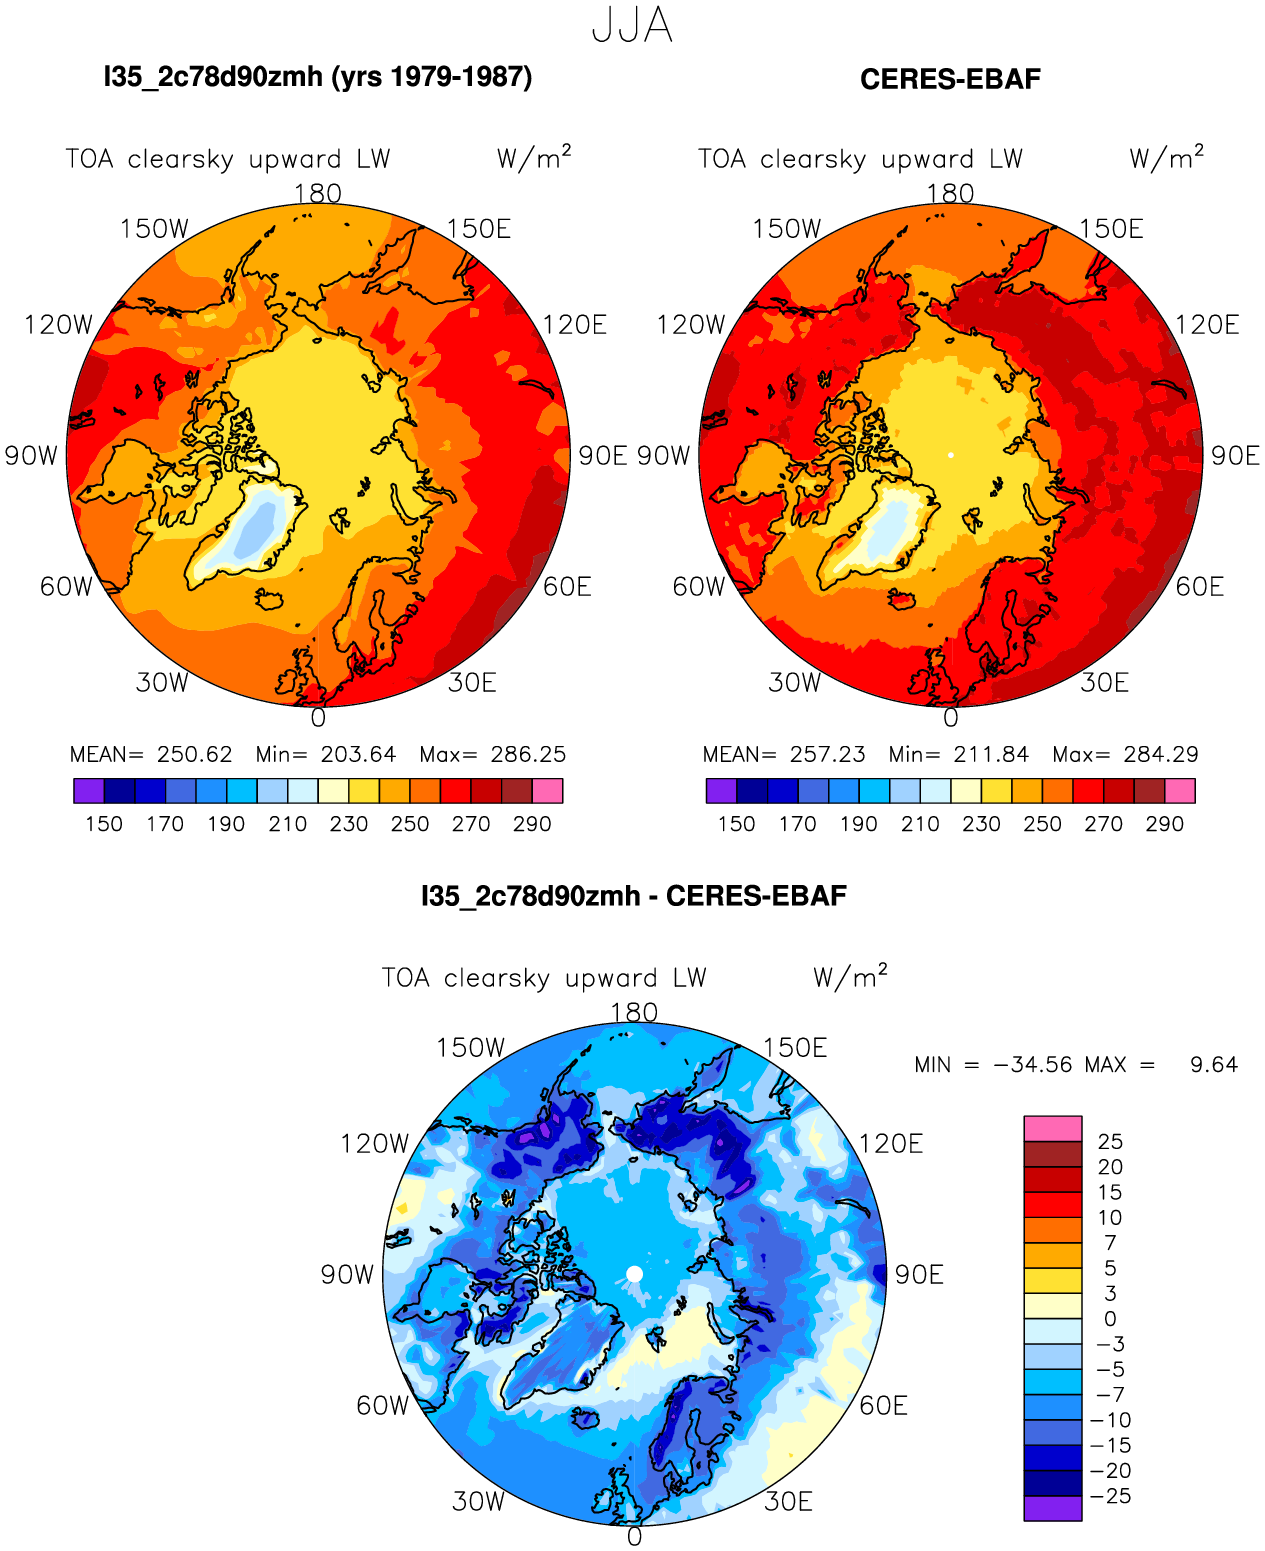 JJA
I35_2c78d90zmh (yrs 1979-1987)
CERES-EBAF
TOA clearsky upward LW W/m²
TOA clearsky upward LW W/m²
180
150W 150E
120W 120E
90W 90E
60W 60E
30W 30E
0
180
150W 150E
120W 120E
90W 90E
60W 60E
30W 30E
0
MEAN= 250.62 Min= 203.64 Max= 286.25
150 170 190 210 230 250 270 290
MEAN= 257.23 Min= 211.84 Max= 284.29
150 170 190 210 230 250 270 290
I35_2c78d90zmh - CERES-EBAF
TOA clearsky upward LW W/m²
180
150W 150E
120W 120E
90W 90E
60W 60E
30W 30E
0
MIN = -34.56 MAX = 9.64
25
20
15
10
7
5
3
0
-3
-5
-7
-10
-15
-20
-25